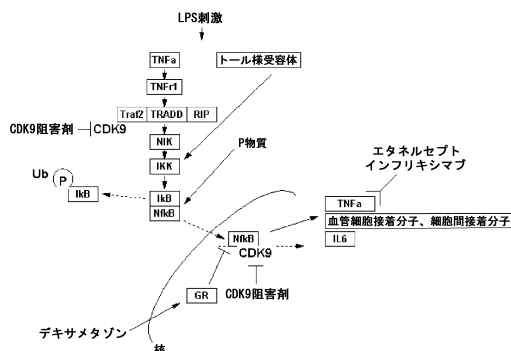 LPS刺激
TNFa
トール様受容体
TNFr1
Traf2 TRADD RIP
CDK9阻害剤 CDK9
NIK
P物質
IKK
Ub P
IkB
IkB
NfkB
エタネルセプト
インフリキシマブ
TNFa
血管細胞接着分子、細胞間接着分子
IL6
NfkB
CDK9
GR
CDK9阻害剤
デキサメタゾン
核